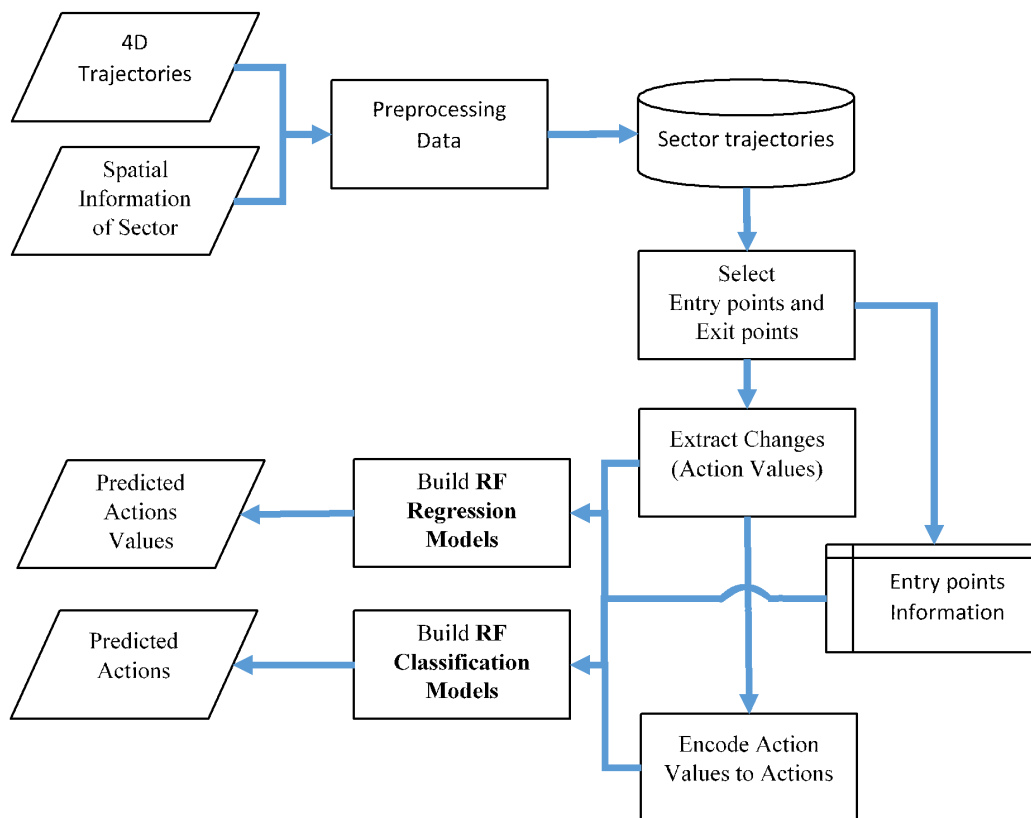 4D
Trajectories
Preprocessing
Data
Sector trajectories
Spatial
Information
of Sector
Select
Entry points and
Exit points
Extract Changes
(Action Values)
Predicted
Actions
Values
Build RF
Regression
Models
Entry points
Information
Predicted
Actions
Build RF
Classification
Models
Encode Action
Values to Actions